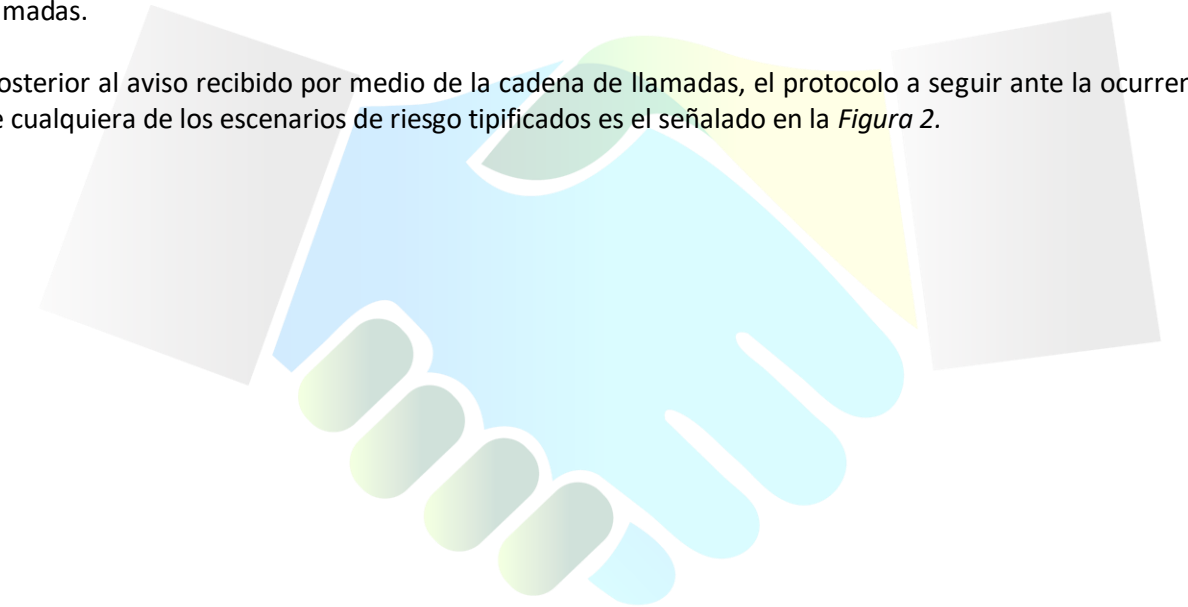 madas.
osterior al aviso recibido por medio de la cadena de llamadas, el protocolo a seguir ante la ocurren
e cualquiera de los escenarios de riesgo tipificados es el señalado en la Figura 2.